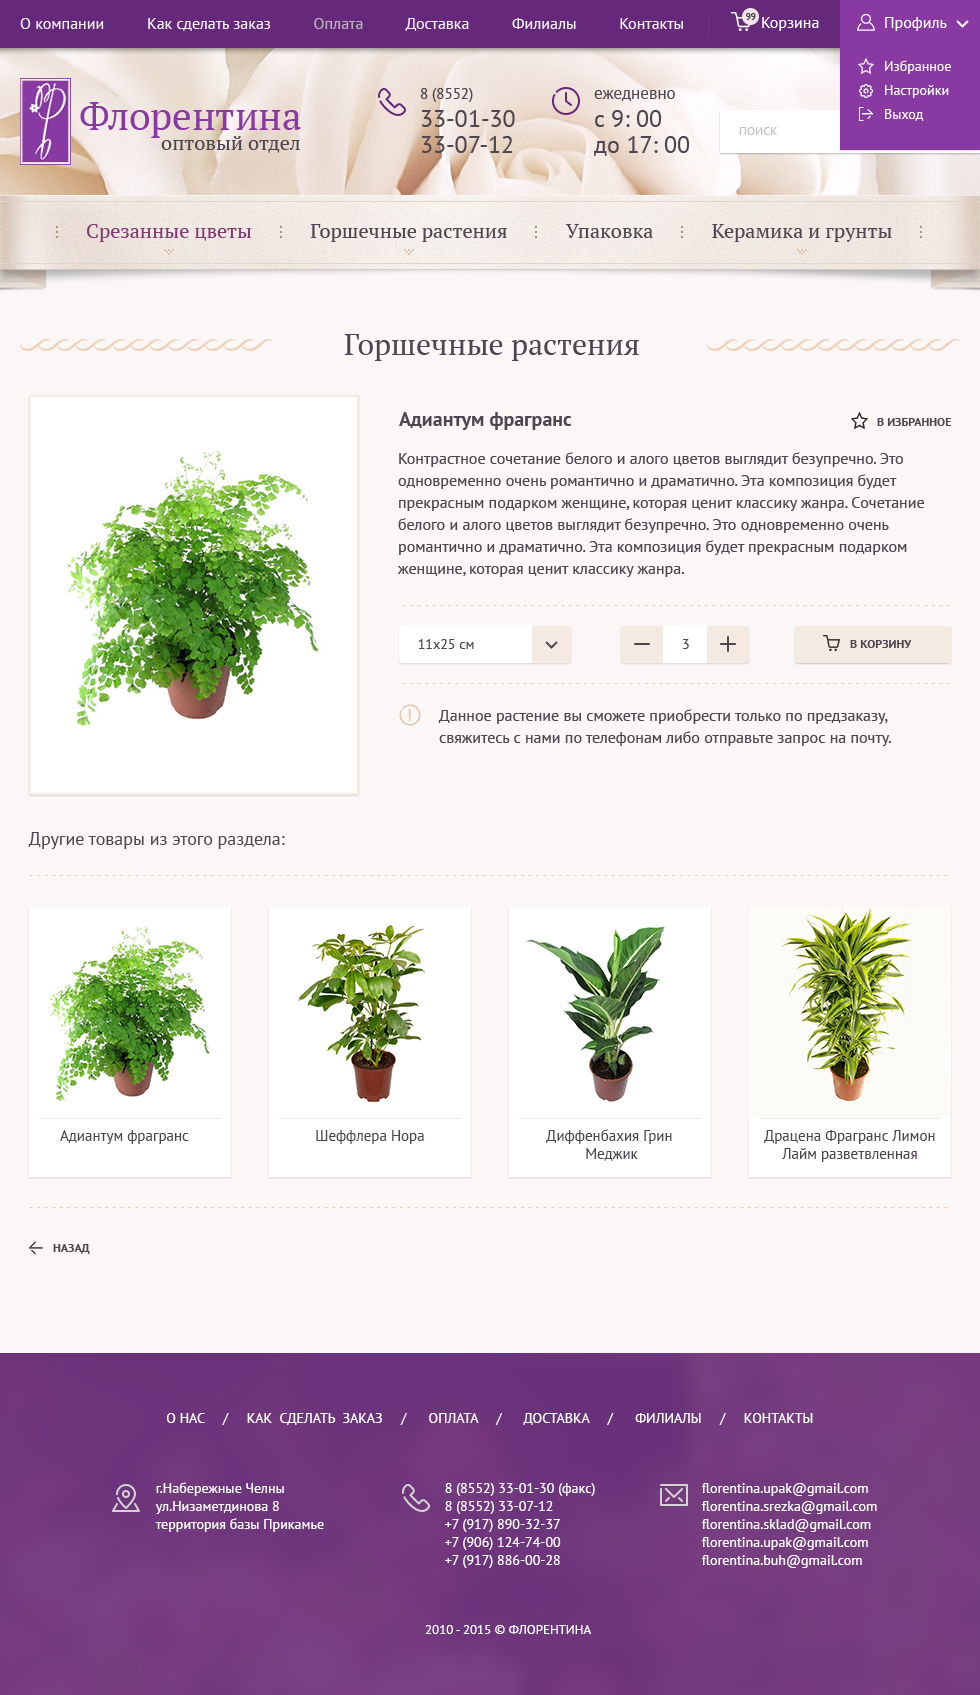 О компании
Как сделать заказ
Оплата
Доставка
Филиалы
Контакты
99
Корзина
Профиль
Избранное
Настройки
Выход
Флорентина
оптовый отдел
8 (8552)
33-01-30
33-07-12
ежедневно
с 9: 00
до 17: 00
ПОИСК
Срезанные цветы
Горшечные растения
Упаковка
Керамика и грунты
Горшечные растения
Адиантум фрагранс
В ИЗБРАННОЕ
Контрастное сочетание белого и алого цветов выглядит безупречно. Это
одновременно очень романтично и драматично. Эта композиция будет
прекрасным подарком женщине, которая ценит классику жанра. Сочетание
белого и алого цветов выглядит безупречно. Это одновременно очень
романтично и драматично. Эта композиция будет прекрасным подарком
женщине, которая ценит классику жанра.
11х25 см
3
В КОРЗИНУ
Данное растение вы сможете приобрести только по предзаказу,
свяжитесь с нами по телефонам либо отправьте запрос на почту.
Другие товары из этого раздела:
Адиантум фрагранс
Шеффлера Нора
Диффенбахия Грин
Меджик
Драцена Фрагранс Лимон
Лайм разветвленная
НАЗАД
О НАС / КАК СДЕЛАТЬ ЗАКАЗ / ОПЛАТА / ДОСТАВКА / ФИЛИАЛЫ / КОНТАКТЫ
г.Набережные Челны
ул.Низаметдинова 8
территория базы Прикамье
8 (8552) 33-01-30 (факс)
8 (8552) 33-07-12
+7 (917) 890-32-37
+7 (906) 124-74-00
+7 (917) 886-00-28
florentina.upak@gmail.com
florentina.srezka@gmail.com
florentina.sklad@gmail.com
florentina.upak@gmail.com
florentina.buh@gmail.com
2010 - 2015 © ФЛОРЕНТИНА